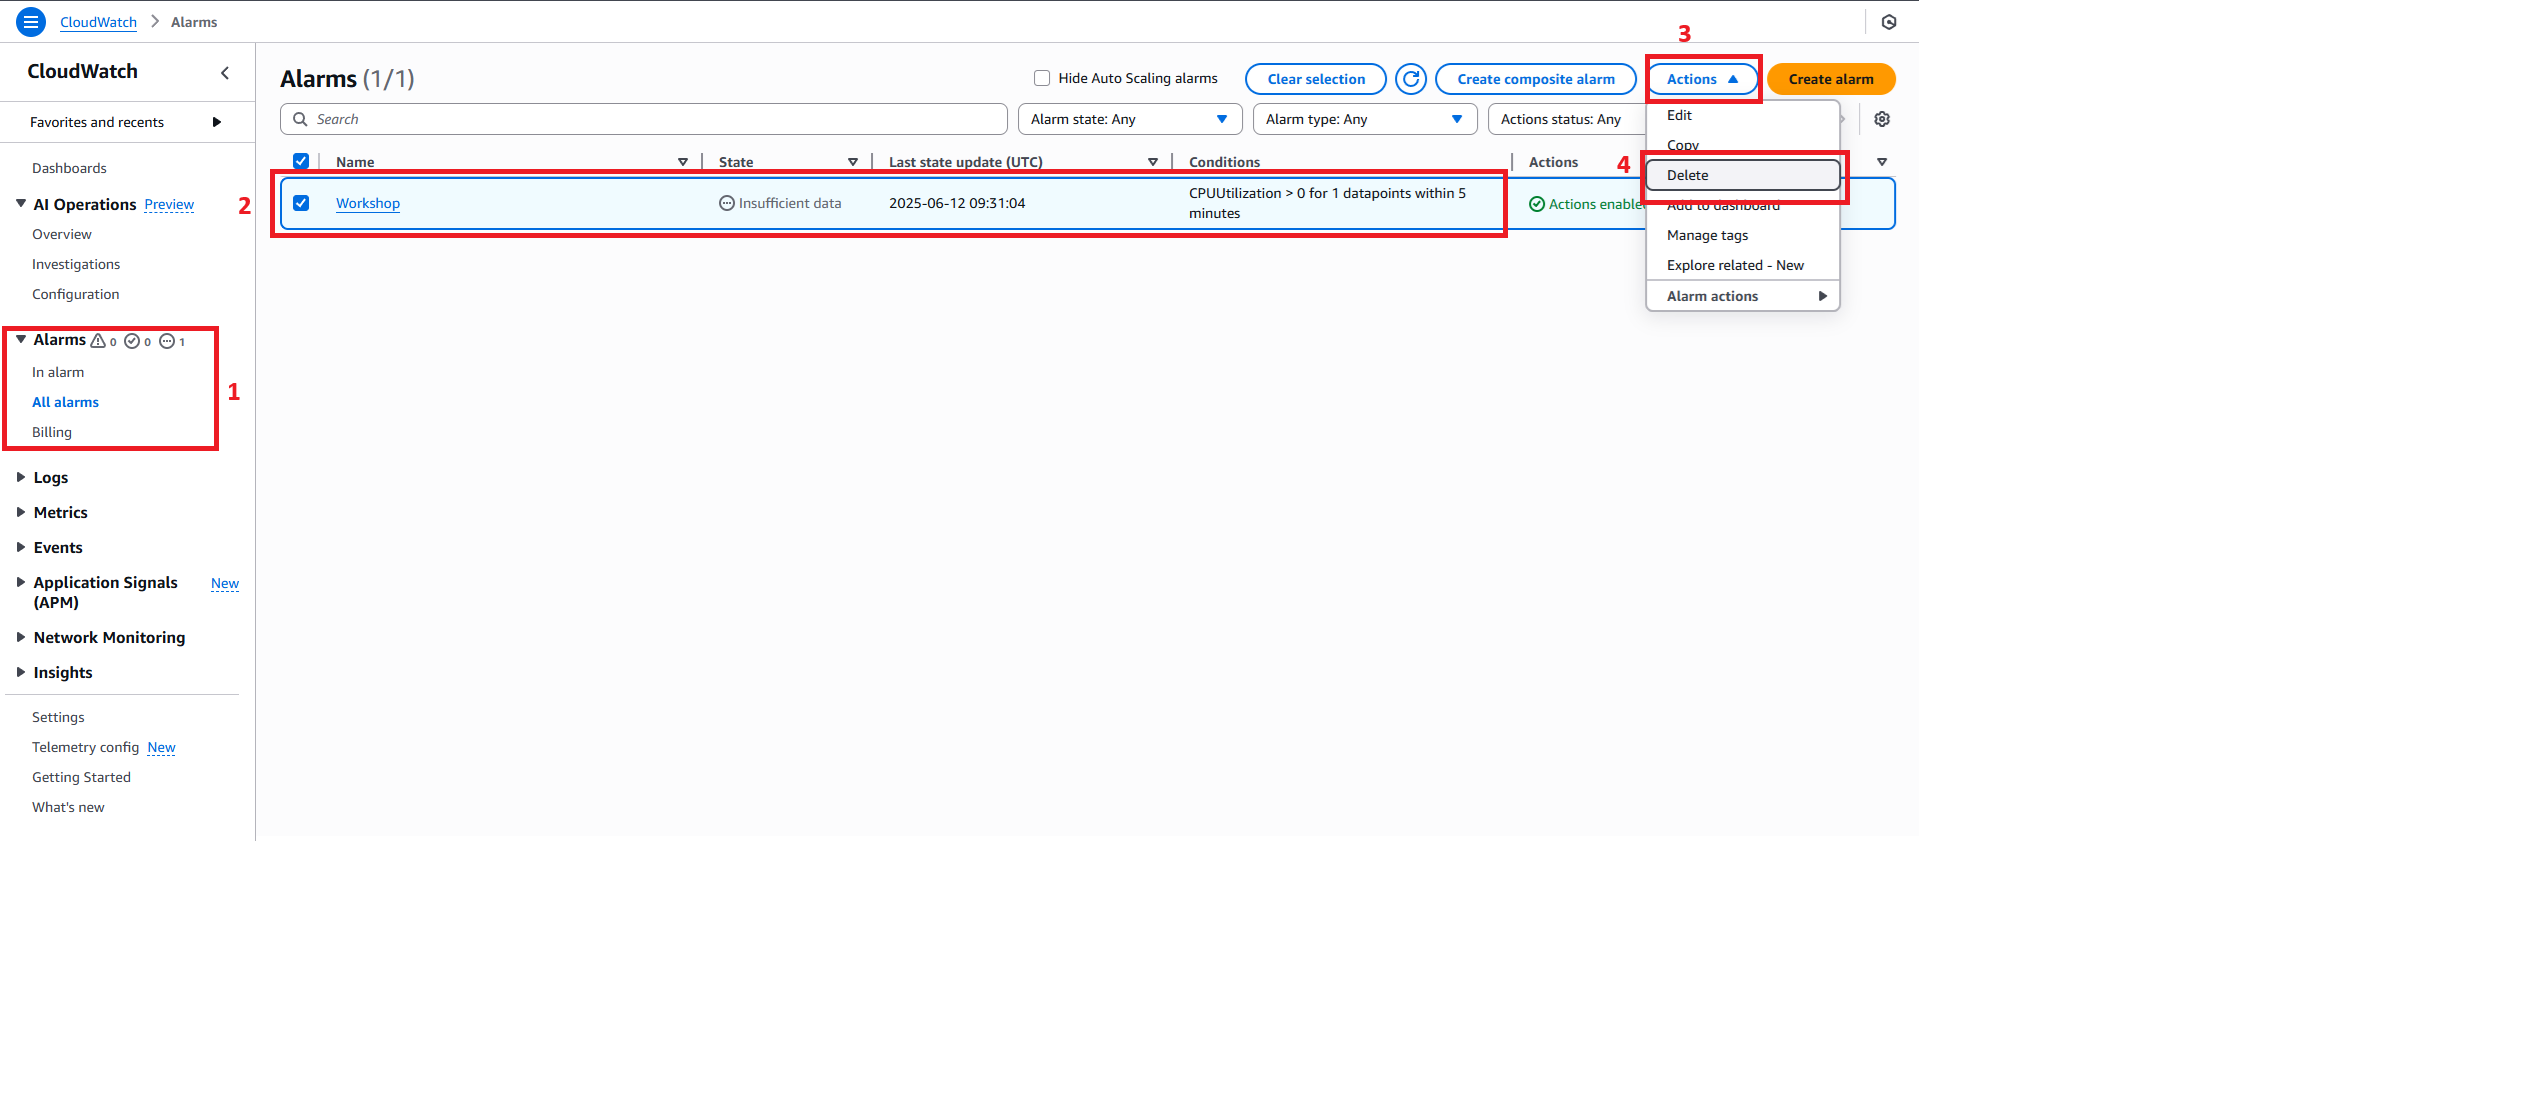 CloudWatch > Alarms
3
CloudWatch
Favorites and recents
Dashboards
AI Operations Preview
Overview
Investigations
Configuration
Alarms 0 0 1
In alarm
All alarms
Billing
1
Logs
Metrics
Events
Application Signals New
(APM)
Network Monitoring
Insights
Settings
Telemetry config New
Getting Started
What's new
Alarms (1/1)
Hide Auto Scaling alarms
Clear selection
Create composite alarm
Actions
Create alarm
Search
Alarm state: Any
Alarm type: Any
Actions status: Any
Name
State
Last state update (UTC)
Conditions
Actions
2
Workshop
Insufficient data
2025-06-12 09:31:04
CPUUtilization > 0 for 1 datapoints within 5
minutes
Actions enabled
Edit
Copy
4
Delete
Add to dashboard
Manage tags
Explore related - New
Alarm actions